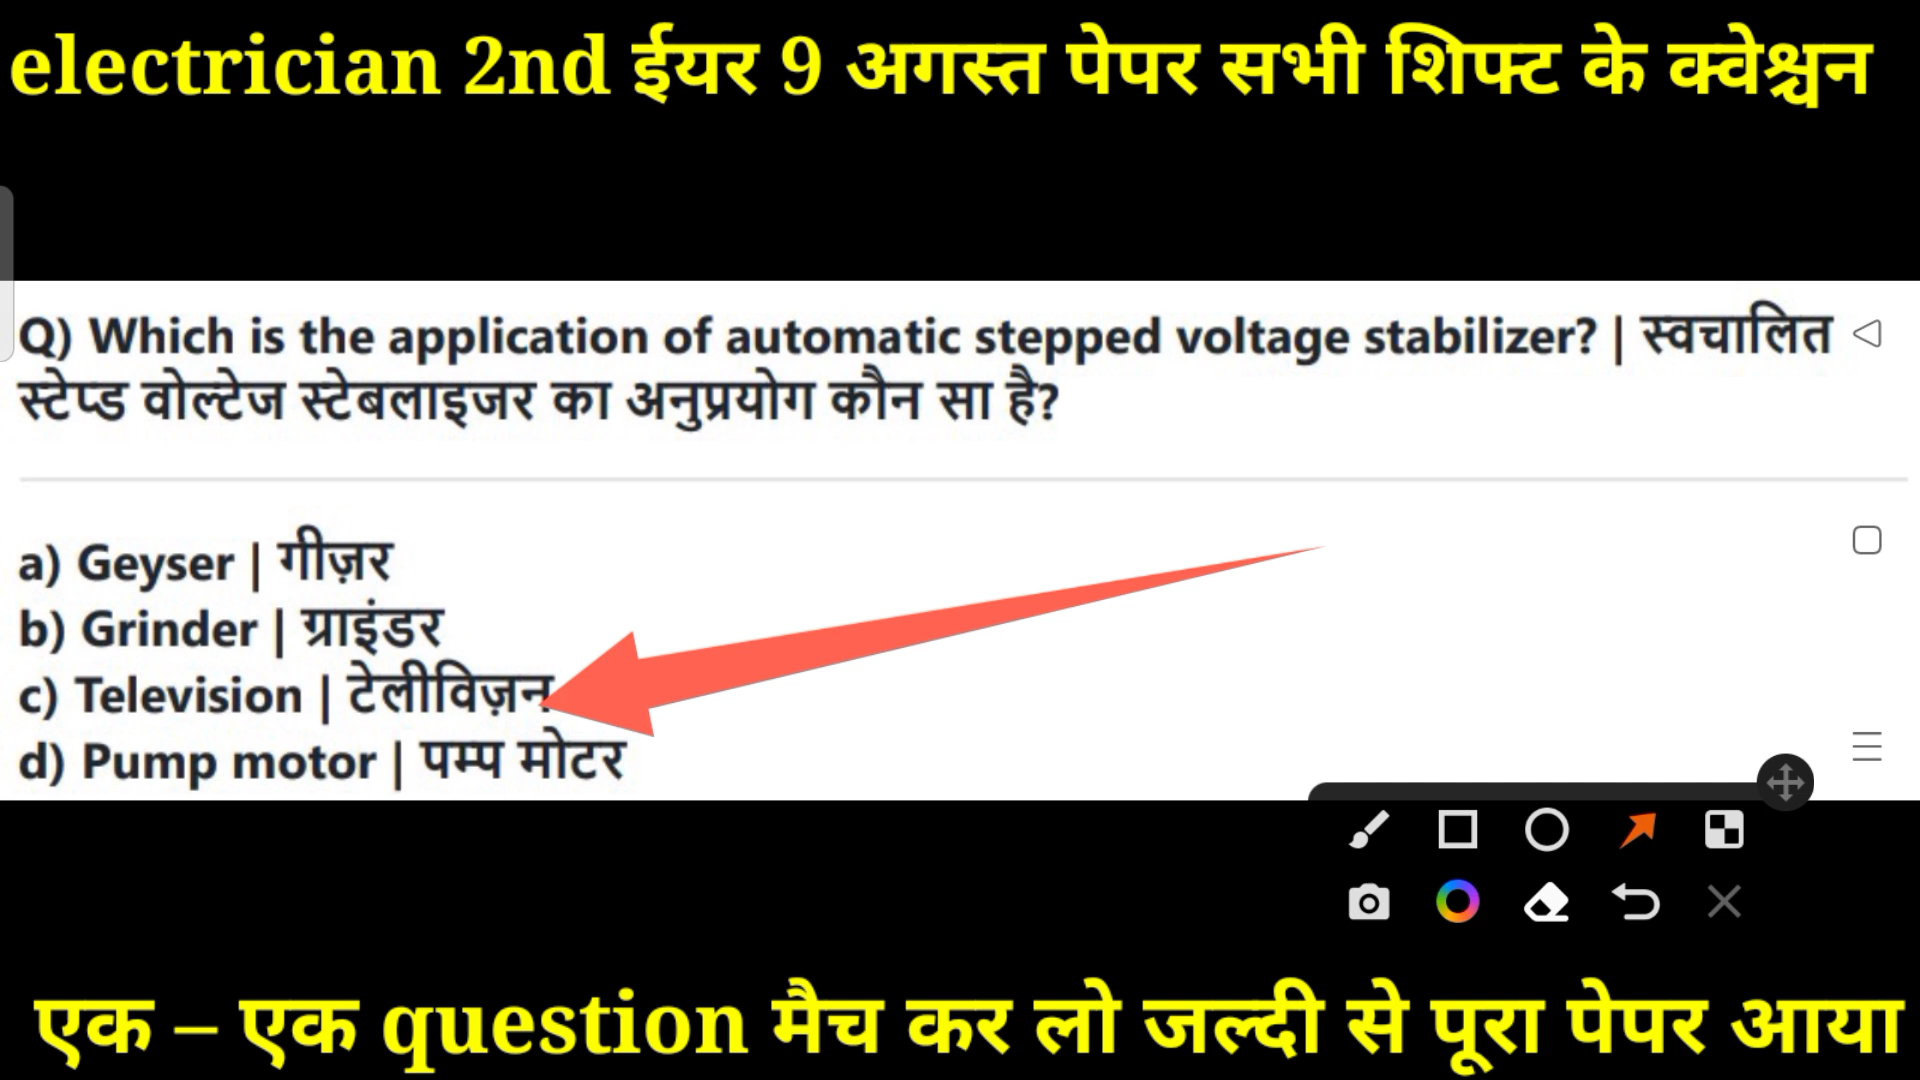 electrician 2nd ईयर 9 अगस्त पेपर सभी शिफ्ट के क्वेश्चन
Q) Which is the application of automatic stepped voltage stabilizer? | स्वचालित
स्टेप्ड वोल्टेज स्टेबलाइजर का अनुप्रयोग कौन सा है?
a) Geyser | गीज़र
b) Grinder | ग्राइंडर
c) Television | टेलीविज़न
d) Pump motor | पम्प मोटर
एक – एक question मैच कर लो जल्दी से पूरा पेपर आया